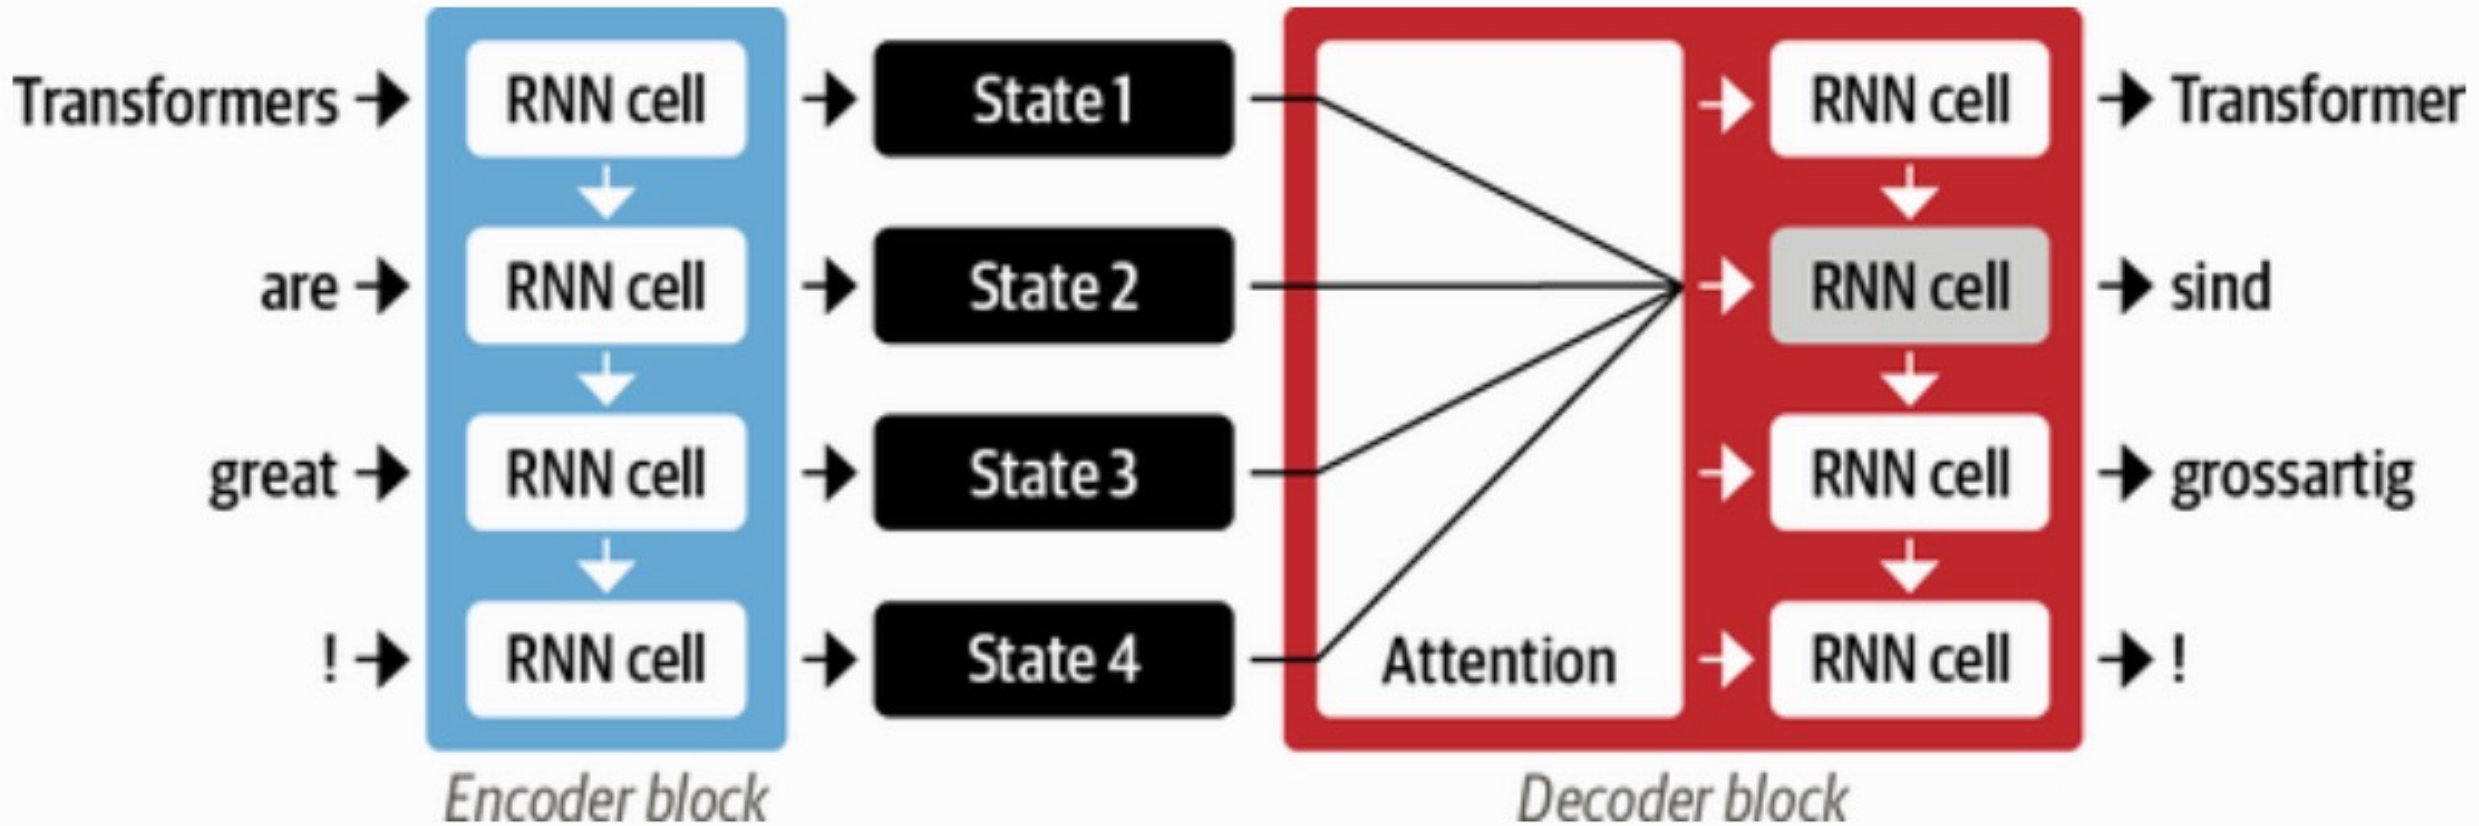 Transformers RNN cell State 1 RNN cell Transformer
are RNN cell State 2 RNN cell sind
great RNN cell State 3 RNN cell grossartig
! RNN cell State 4 Attention RNN cell !
Encoder block Decoder block